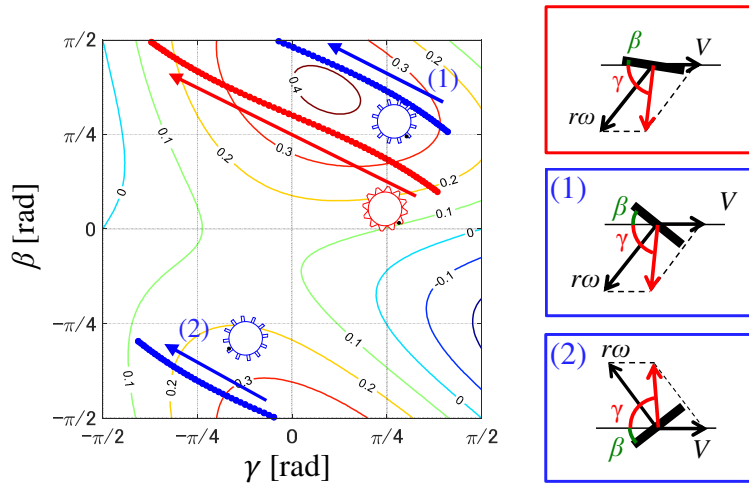 π/2
π/4
0
−π/4
−π/2
β [rad]
−π/2
−π/4
0
π/4
π/2
γ [rad]
0
0.1
0.2
0.3
0.4
0.3
0.2
0.2
0.1
0
-0.1
0.1
0.2
0.3
0.2
0.1
0
(1)
(2)
β
V
rω
(1)
β
V
γ
rω
(2)
rω
γ
β
V